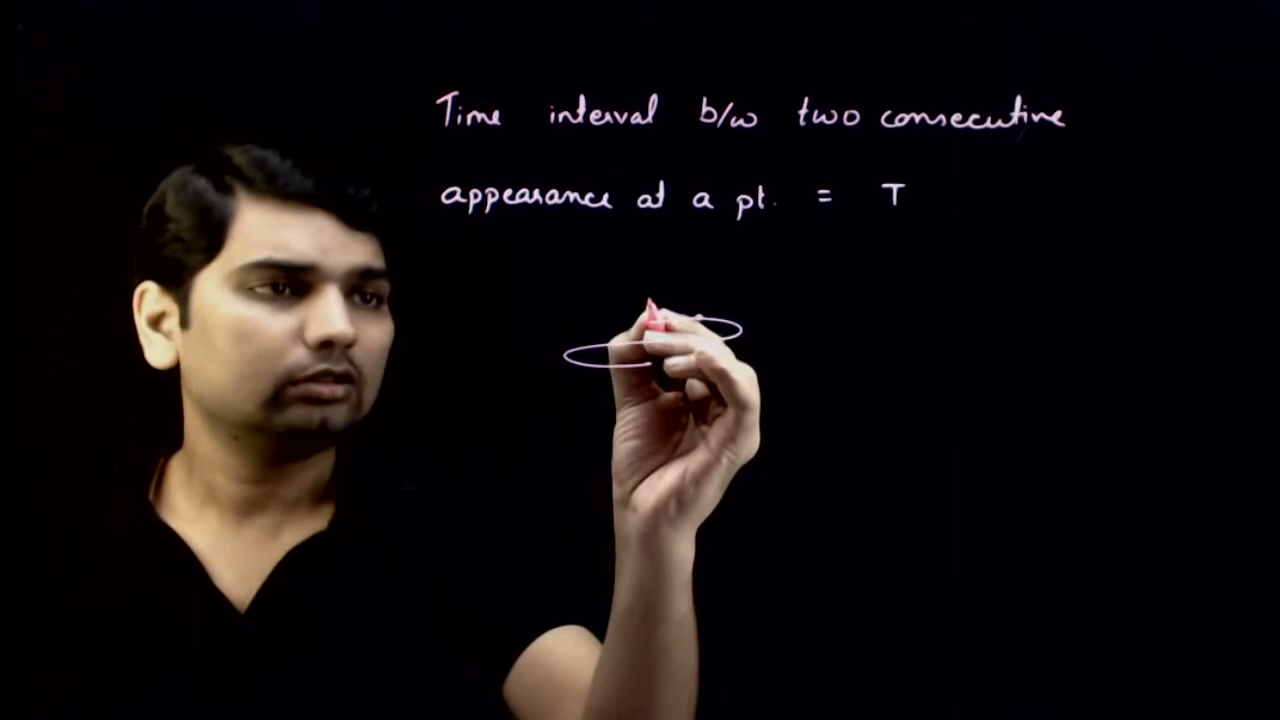 Time interval b/w two consecutive
appearance at a pt. = T